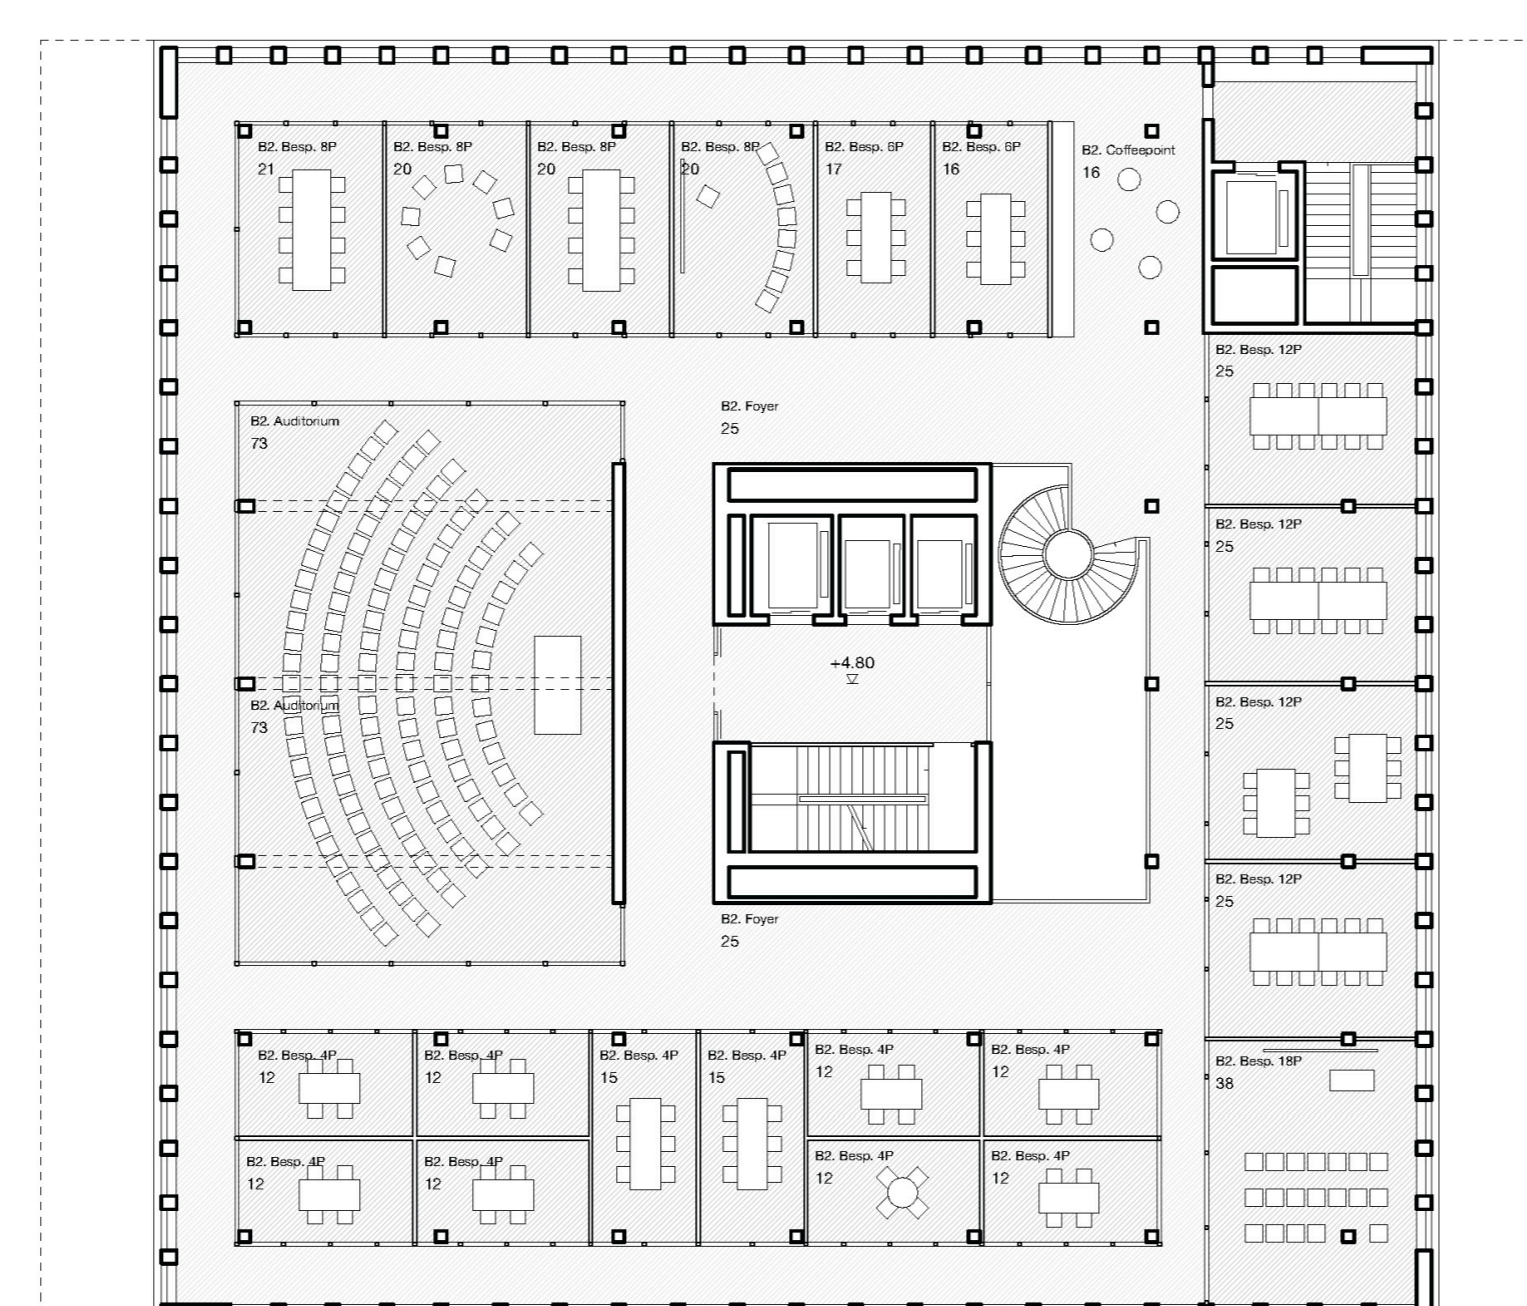 B2. Besp. 8P
21
B2. Besp. 8P
20
B2. Besp. 8P
20
B2. Besp. 8P
20
B2. Besp. 6P
17
B2. Besp. 6P
16
B2. Coffeepoint
16
B2. Besp. 12P
25
B2. Auditorium
73
B2. Foyer
25
B2. Besp. 12P
25
+4.80
B2. Auditorium
73
B2. Besp. 12P
25
B2. Besp. 12P
25
B2. Foyer
25
B2. Besp. 4P
12
B2. Besp. 4P
12
B2. Besp. 4P
15
B2. Besp. 4P
15
B2. Besp. 4P
12
B2. Besp. 4P
12
B2. Besp. 18P
38
B2. Besp. 4P
12
B2. Besp. 4P
12
B2. Besp. 4P
12
B2. Besp. 4P
12